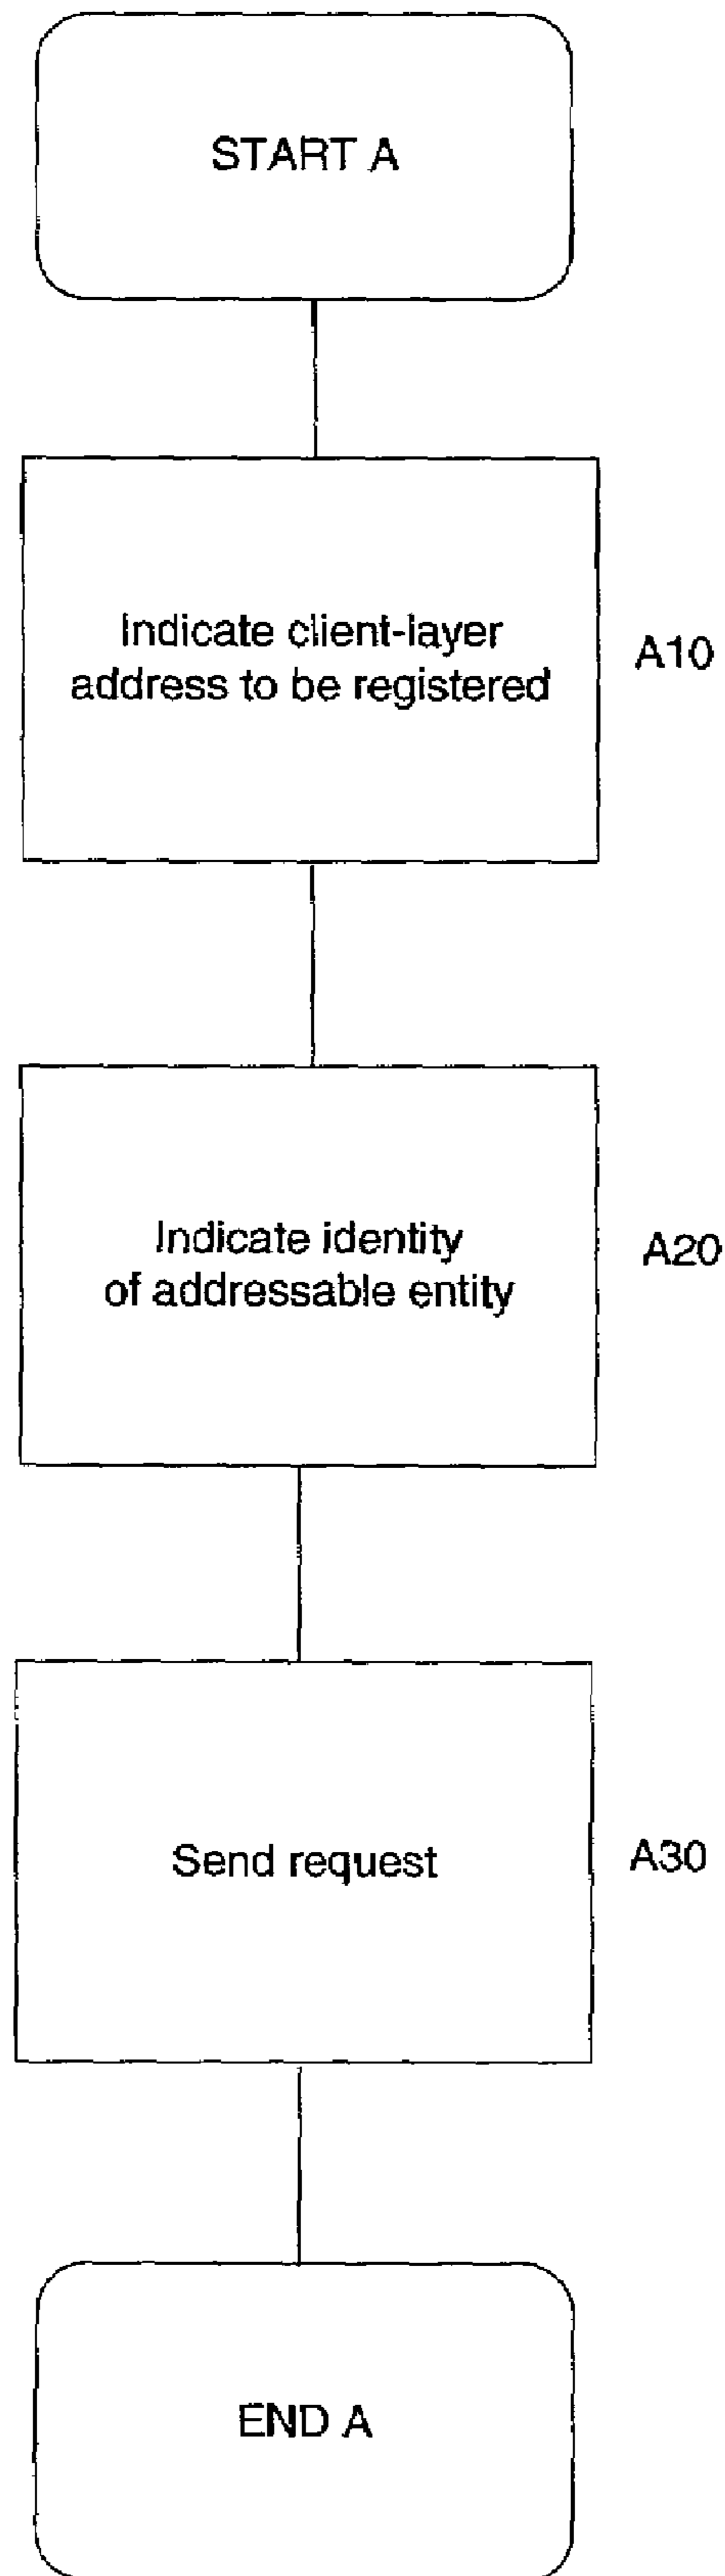 START A
Indicate client-layer
address to be registered
A10
Indicate identity
of addressable entity
A20
Send request
A30
END A